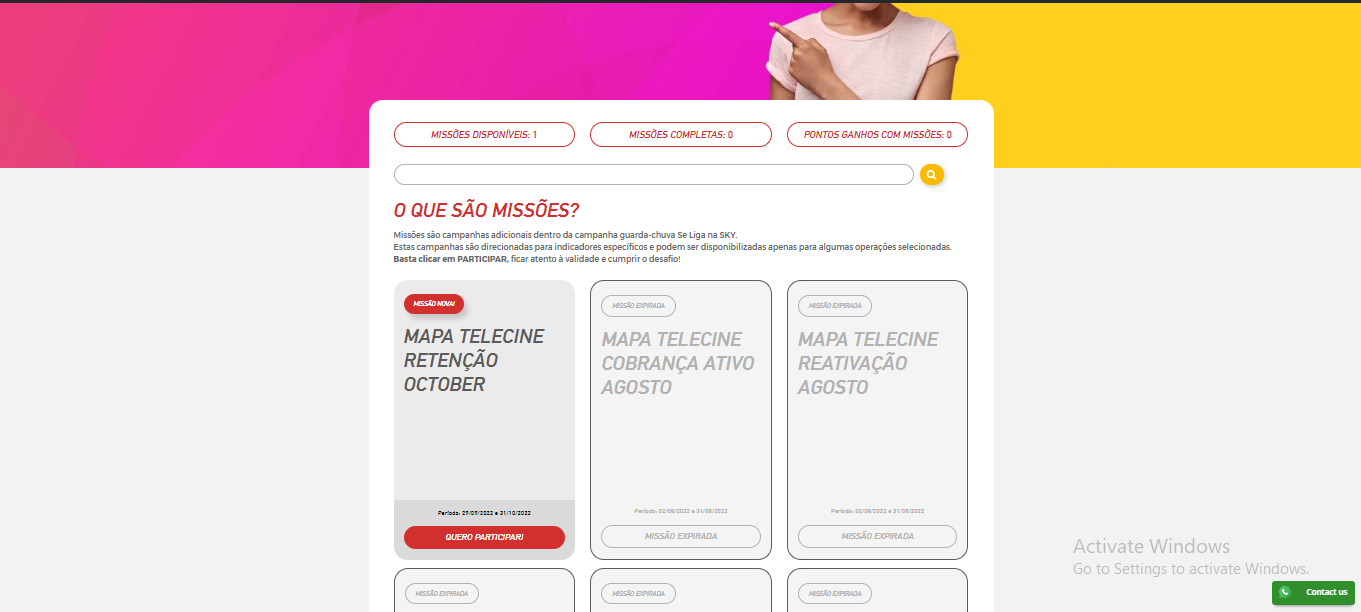 MISSÕES DISPONÍVEIS: 1
MISSÕES COMPLETAS: 0
PONTOS GANHOS COM MISSÕES: 0
O QUE SÃO MISSÕES?
Missões são campanhas adicionais dentro da campanha guarda-chuva Se Liga na SKY.
Estas campanhas são direcionadas para indicadores específicos e podem ser disponibilizadas apenas para algumas operações selecionadas.
Basta clicar em PARTICIPAR, ficar atento à validade e cumprir o desafio!
MISSÃO NOVA!
MAPA TELECINE
RETENÇÃO
OCTOBER
Período: 29/09/2022 e 31/10/2022
QUERO PARTICIPAR!
MISSÃO EXPIRADA
MAPA TELECINE
COBRANÇA ATIVO
AGOSTO
Período: 02/08/2022 e 31/08/2022
MISSÃO EXPIRADA
MISSÃO EXPIRADA
MAPA TELECINE
REATIVAÇÃO
AGOSTO
Período: 02/08/2022 e 31/08/2022
MISSÃO EXPIRADA
MISSÃO EXPIRADA
MISSÃO EXPIRADA
MISSÃO EXPIRADA
Activate Windows
Go to Settings to activate Windows.
Contact us